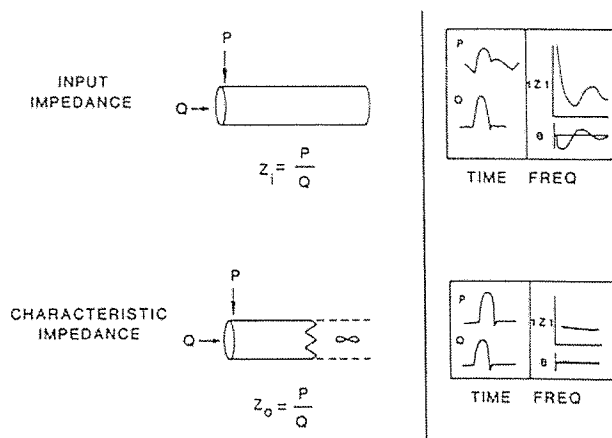 P
INPUT
IMPEDANCE
Q
Z_i = P/Q
P
Q
|Z|
θ
TIME FREQ
P
CHARACTERISTIC
IMPEDANCE
Q
∞
Z_o = P/Q
P
Q
|Z|
θ
TIME FREQ